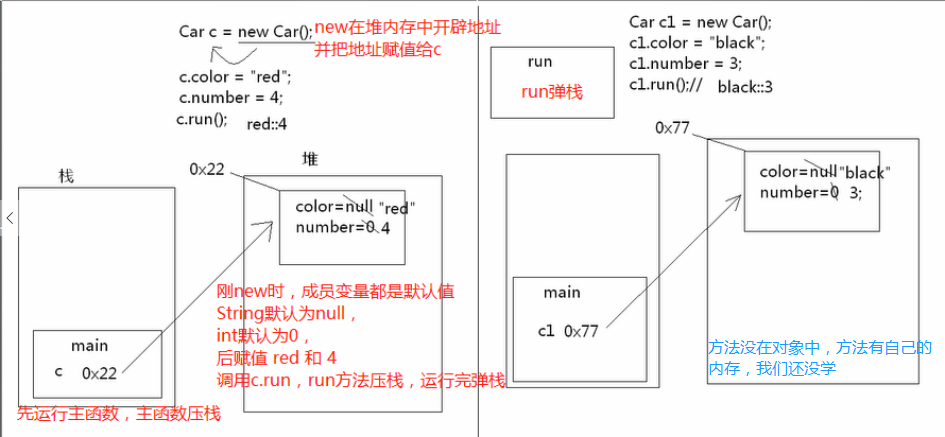 Car c = new Car();
new在堆内存中开辟地址
并把地址赋值给c
c.color = "red";
c.number = 4;
c.run();
red::4
栈
堆
0x22
color=null "red"
number=0 4
刚new时，成员变量都是默认值
String默认为null，
int默认为0，
后赋值 red 和 4
调用c.run，run方法压栈，运行完弹栈
main
c 0x22
先运行主函数，主函数压栈
Car c1 = new Car();
c1.color = "black";
c1.number = 3;
c1.run();// black::3
run
run弹栈
0x77
color=null"black"
number=0 3;
main
c1 0x77
方法没在对象中，方法有自己的
内存，我们还没学